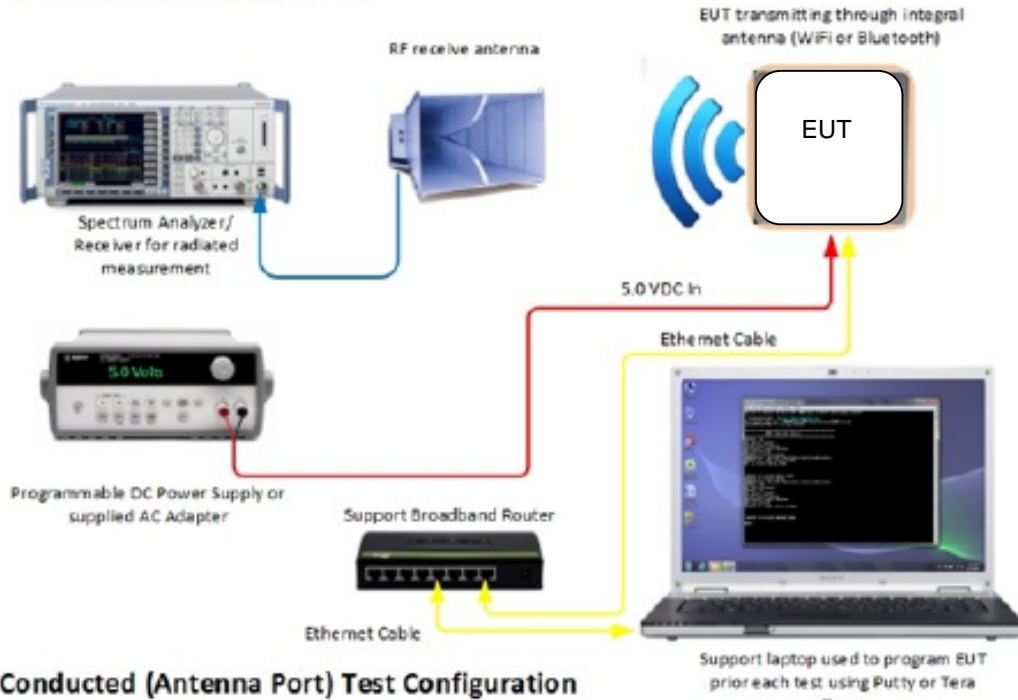 EUT transmitting through integral
antenna (WiFi or Bluetooth)
RF receive antenna
EUT
Spectrum Analyzer/
Receiver for radiated
measurement
5.0 VDC In
Ethernet Cable
5.0 Volts
Programmable DC Power Supply or
supplied AC Adapter
Support Broadband Router
Ethernet Cable
Support laptop used to program EUT
prior each test using Putty or Tera
Conducted (Antenna Port) Test Configuration